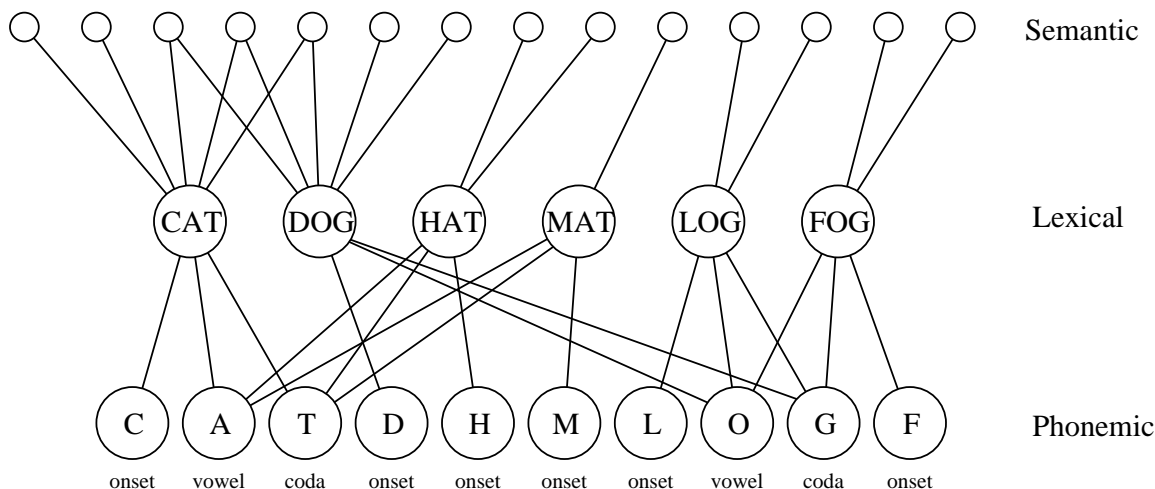 Semantic
CAT DOG HAT MAT LOG FOG Lexical
C A T D H M L O G F Phonemic
onset vowel coda onset onset onset onset vowel coda onset